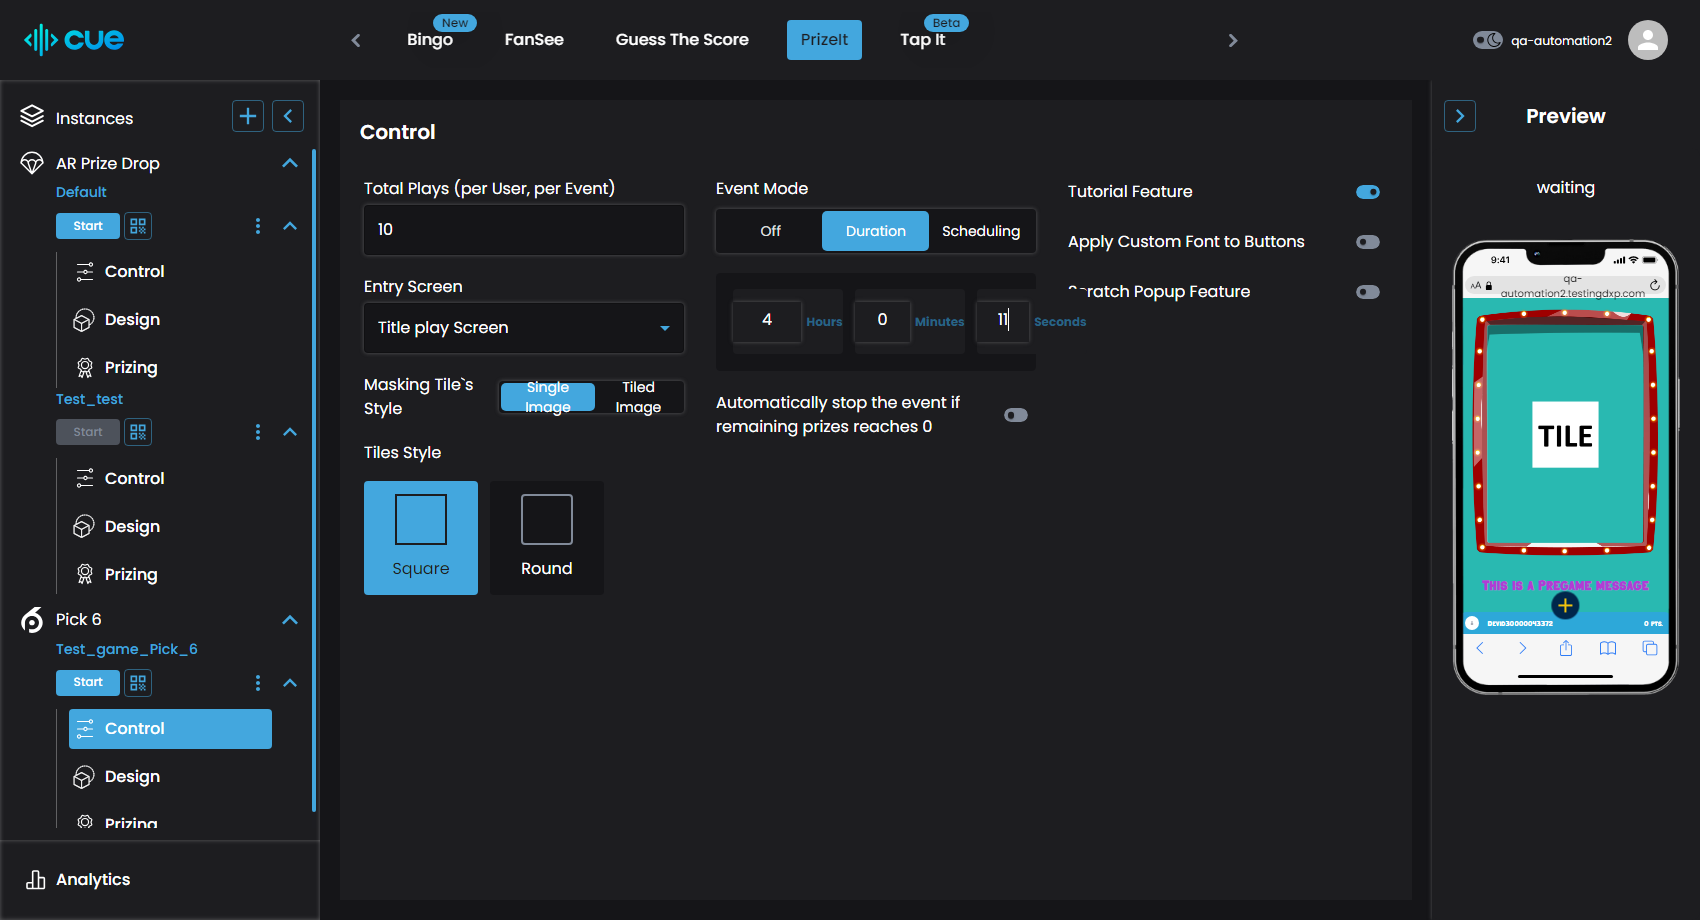 cue
Bingo
New
FanSee
Guess The Score
PrizeIt
Tap It
Beta
qa-automation2
Instances
AR Prize Drop
Default
Start
Control
Design
Prizing
Test_test
Start
Control
Design
Prizing
Pick 6
Test_game_Pick_6
Start
Control
Design
Prizing
Analytics
Control
Total Plays (per User, per Event)
10
Entry Screen
Title play Screen
Masking Tile`s
Style
Single
Image
Tiled
Image
Tiles Style
Square
Round
Event Mode
Off
Duration
Scheduling
4
Hours
0
Minutes
11
Seconds
Automatically stop the event if
remaining prizes reaches 0
Tutorial Feature
Apply Custom Font to Buttons
Scratch Popup Feature
Preview
waiting
9:41
AA
qa-
automation2.testingdxp.com
TILE
This is a Pregame message
DEVID30000043372
0 PTS.